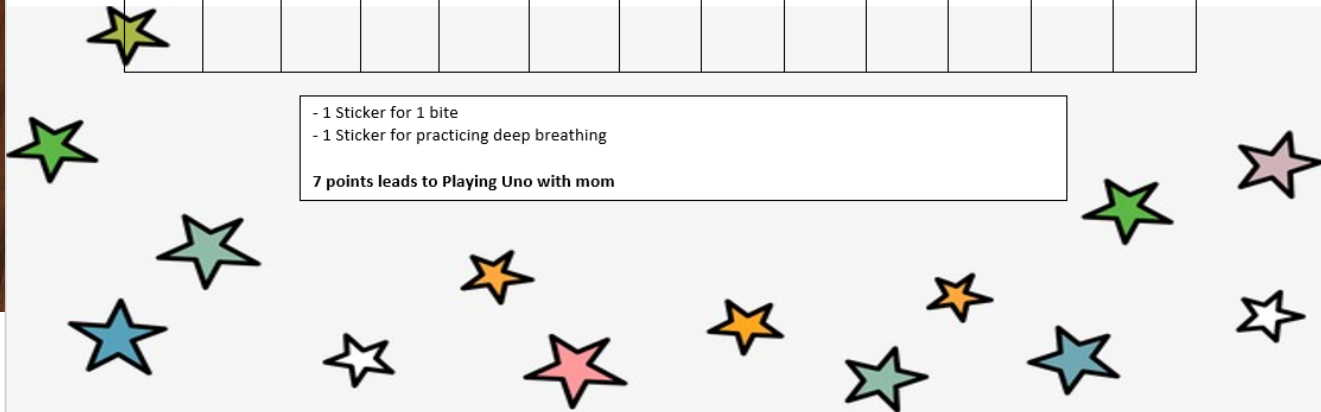 - 1 Sticker for 1 bite
- 1 Sticker for practicing deep breathing
7 points leads to Playing Uno with mom